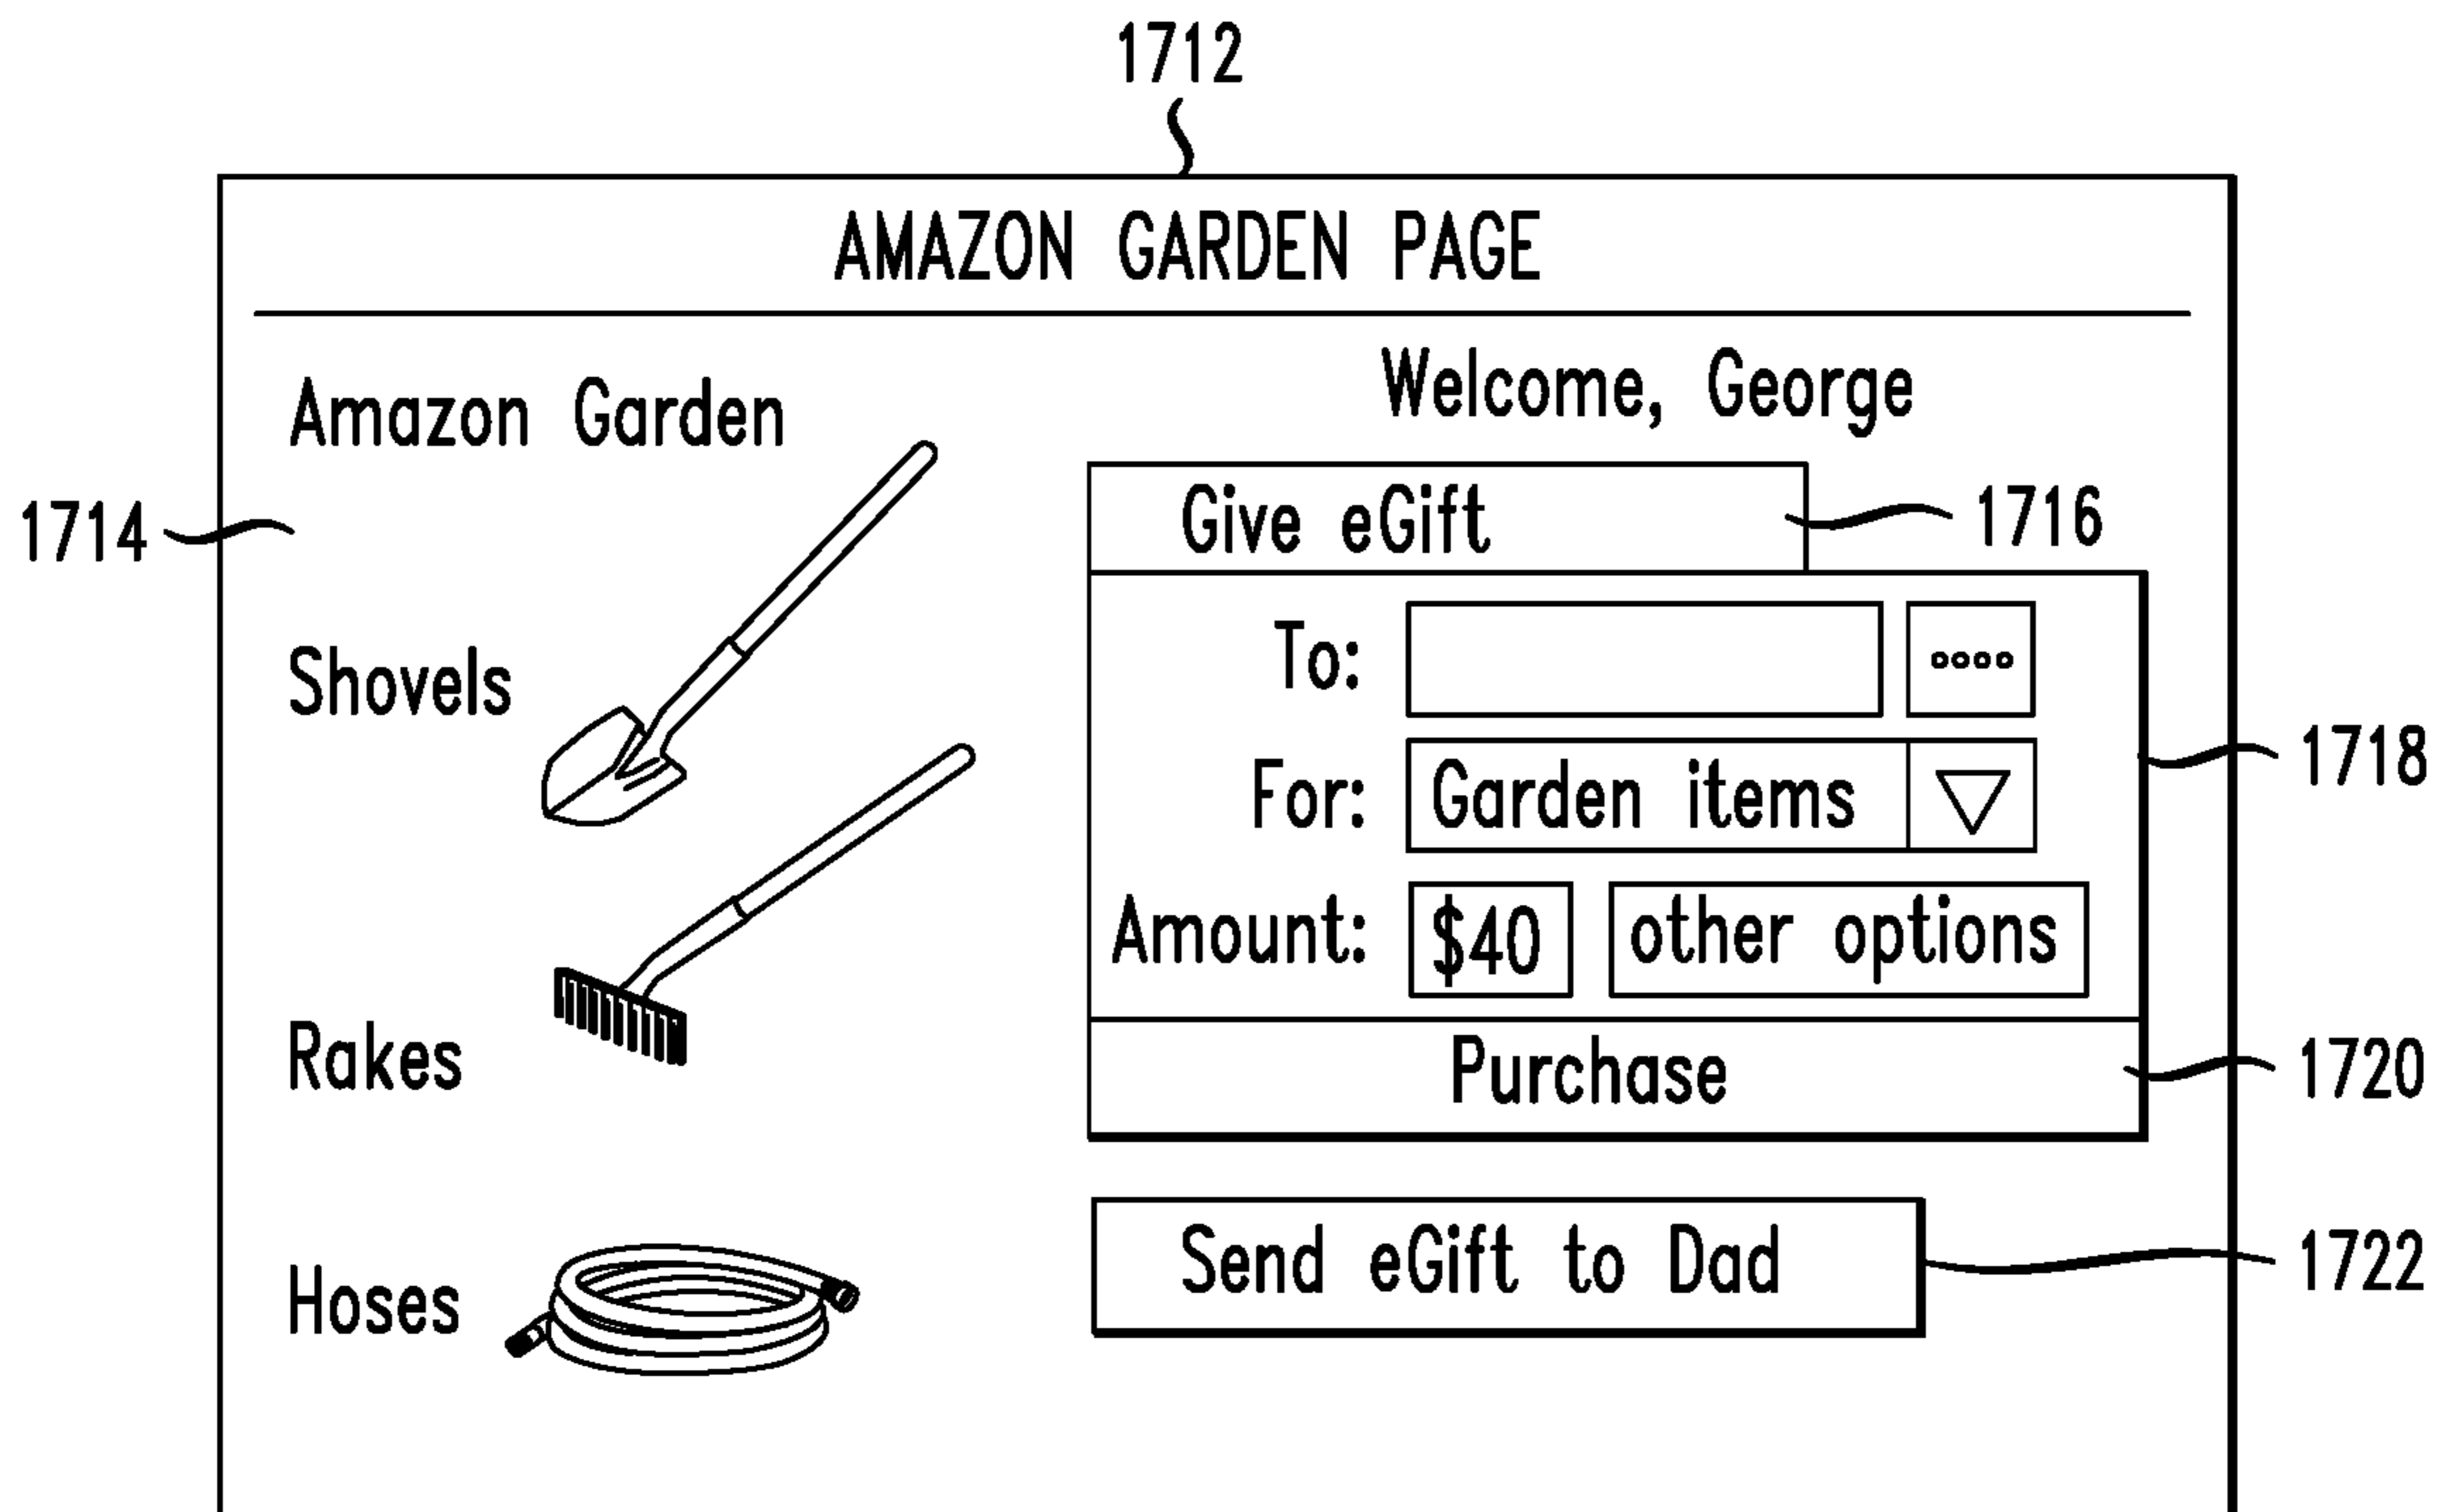 1712
AMAZON GARDEN PAGE
Welcome, George
Amazon Garden
1714
Give eGift
1716
Shovels
To:
1718
For: Garden items
Amount: $40 other options
Rakes
Purchase
1720
Hoses
Send eGift to Dad
1722